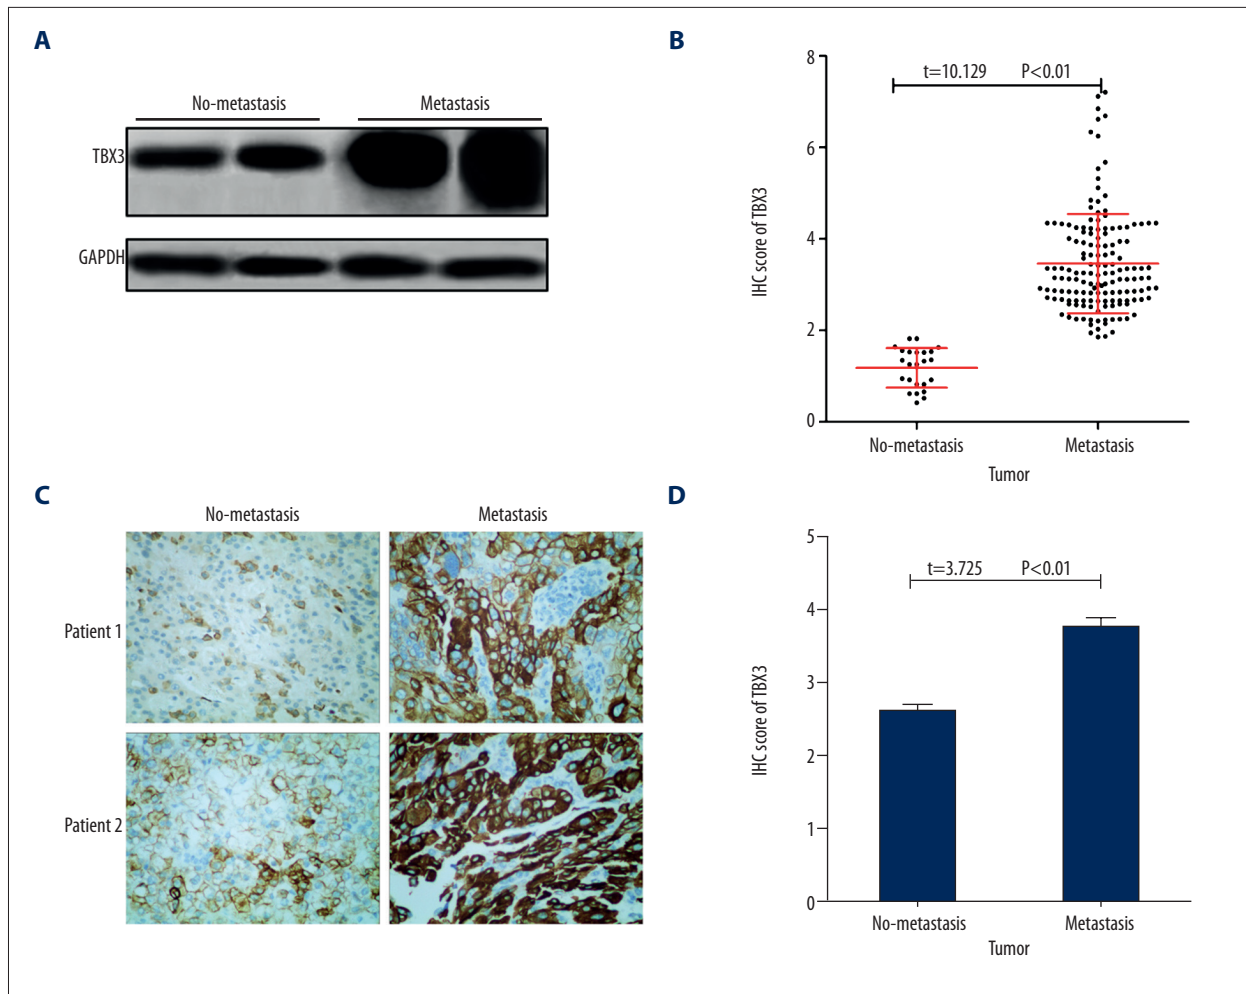 A
No-metastasis Metastasis
TBX3
GAPDH
B
8
6
4
2
0
IHC score of TBX3
t=10.129 P<0.01
No-metastasis Metastasis
Tumor
C
No-metastasis Metastasis
Patient 1
Patient 2
D
5
4
3
2
1
0
IHC score of TBX3
t=3.725 P<0.01
No-metastasis Metastasis
Tumor